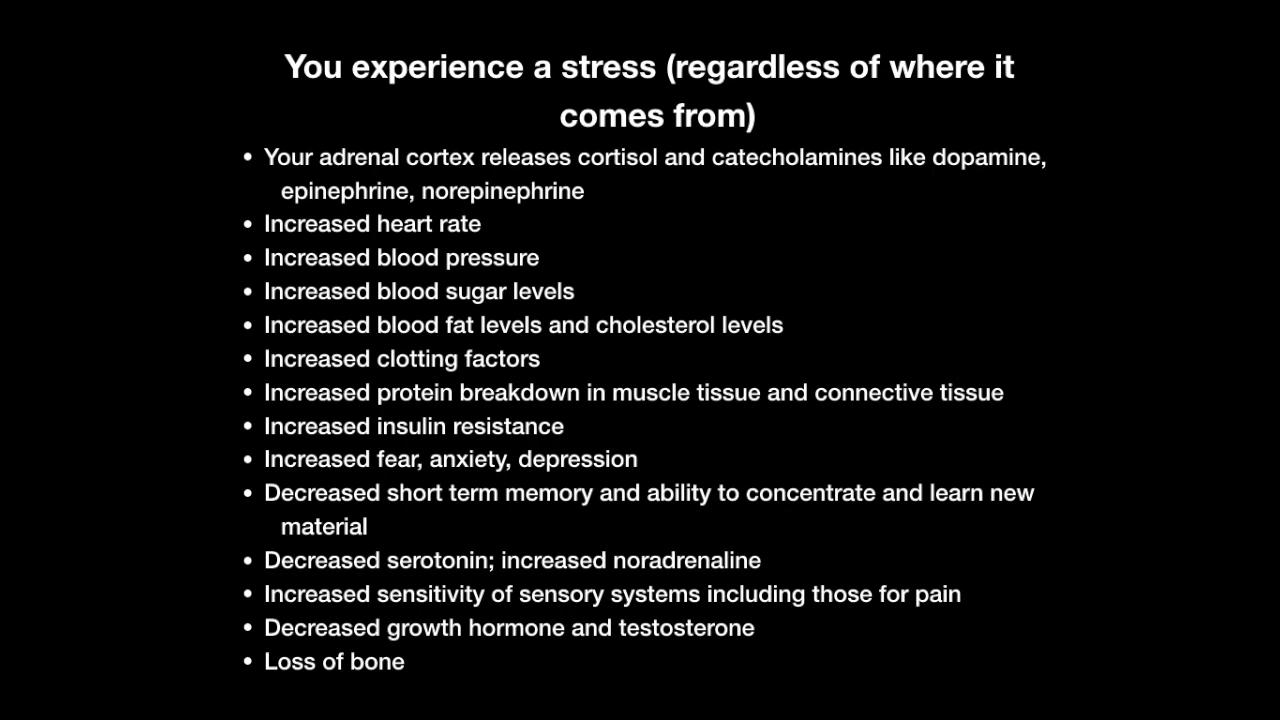 You experience a stress (regardless of where it
comes from)
• Your adrenal cortex releases cortisol and catecholamines like dopamine,
epinephrine, norepinephrine
• Increased heart rate
• Increased blood pressure
• Increased blood sugar levels
• Increased blood fat levels and cholesterol levels
• Increased clotting factors
• Increased protein breakdown in muscle tissue and connective tissue
• Increased insulin resistance
• Increased fear, anxiety, depression
• Decreased short term memory and ability to concentrate and learn new
material
• Decreased serotonin; increased noradrenaline
• Increased sensitivity of sensory systems including those for pain
• Decreased growth hormone and testosterone
• Loss of bone